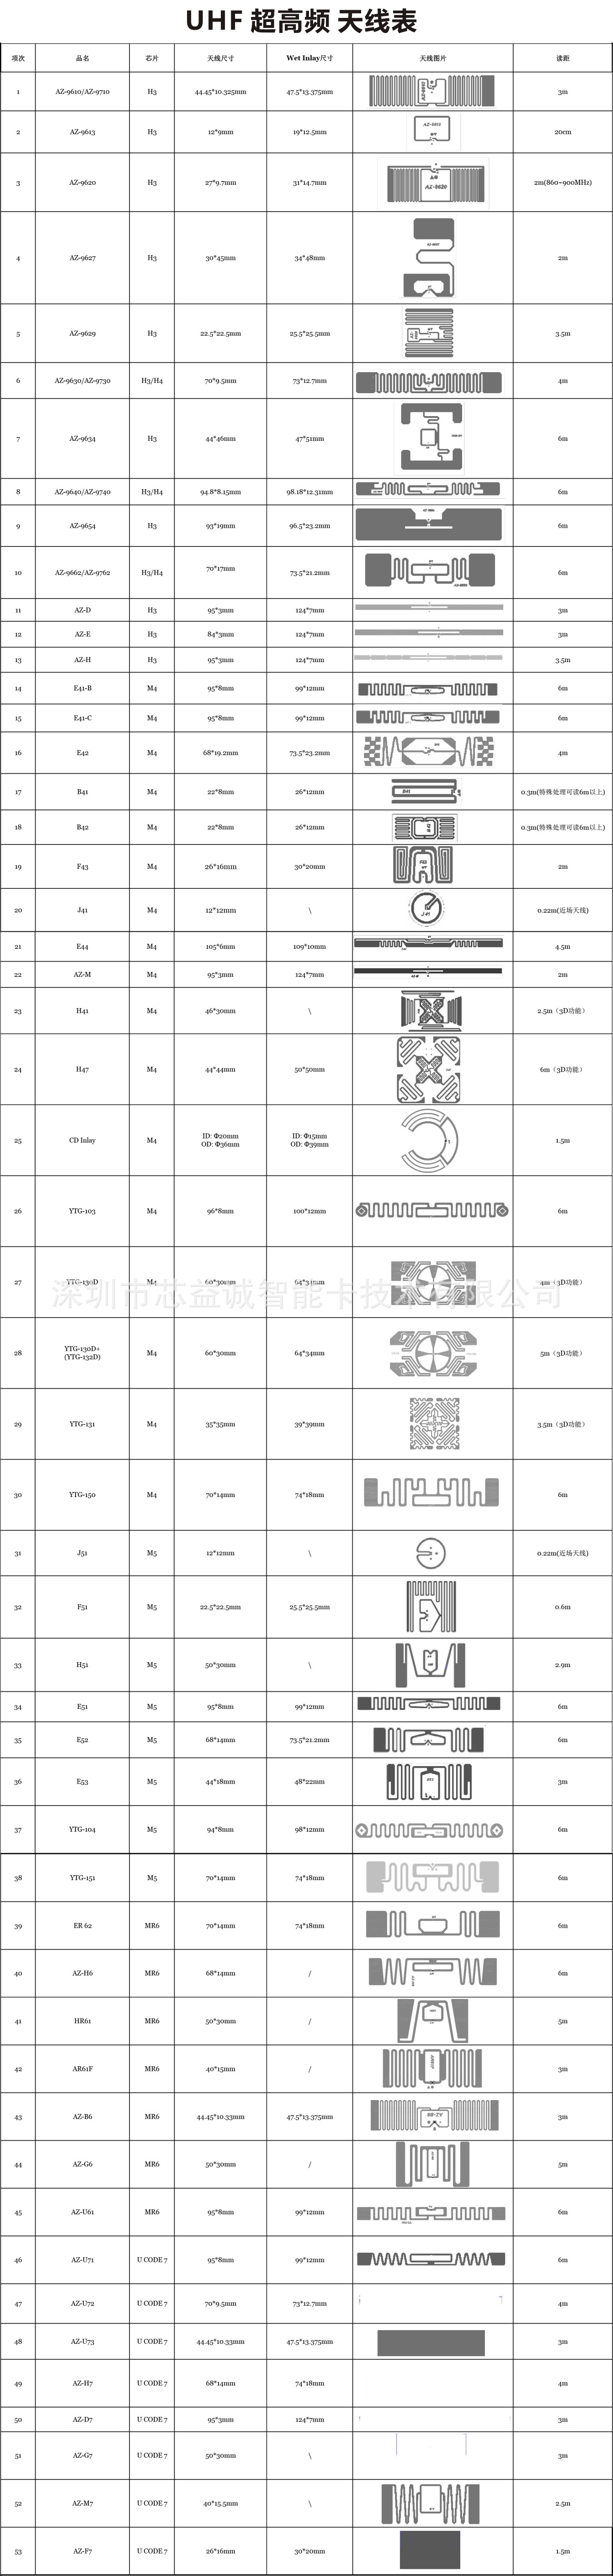 UHF 超高频 天线表
项次 品名 芯片 天线尺寸 Wet Inlay尺寸 天线图片 读距
1 AZ-9610/AZ-9710 H3 44.45*10.325mm 47.5*13.375mm 3m
2 AZ-9613 H3 12*9mm 19*12.5mm 20cm
3 AZ-9620 H3 27*9.7mm 31*14.7mm AZ-9620 2m(860~900MHz)
4 AZ-9627 H3 30*45mm 34*48mm 2m
5 AZ-9629 H3 22.5*22.5mm 25.5*25.5mm 3.5m
6 AZ-9630/AZ-9730 H3/H4 70*9.5mm 73*12.7mm 4m
7 AZ-9634 H3 44*46mm 47*51mm 6m
8 AZ-9640/AZ-9740 H3/H4 94.8*8.15mm 98.18*12.31mm 6m
9 AZ-9654 H3 93*19mm 96.5*23.2mm 6m
10 AZ-9662/AZ-9762 H3/H4 70*17mm 73.5*21.2mm 6m
11 AZ-D H3 95*3mm 124*7mm 3m
12 AZ-E H3 84*3mm 124*7mm 3m
13 AZ-H H3 95*3mm 124*7mm 3.5m
14 E41-B M4 95*8mm 99*12mm 6m
15 E41-C M4 95*8mm 99*12mm 6m
16 E42 M4 68*19.2mm 73.5*23.2mm 4m
17 B41 M4 22*8mm 26*12mm B41 0.3m(特殊处理可读6m以上)
18 B42 M4 22*8mm 26*12mm 0.3m(特殊处理可读6m以上)
19 F43 M4 26*16mm 30*20mm F43 2m
20 J41 M4 12*12mm \ J41 0.22m(近场天线)
21 E44 M4 105*6mm 109*10mm 4.5m
22 AZ-M M4 95*3mm 124*7mm 2m
23 H41 M4 46*30mm \ 2.5m（3D功能）
24 H47 M4 44*44mm 50*50mm 6m（3D功能）
25 CD Inlay M4 ID: Φ20mm OD: Φ36mm ID: Φ15mm OD: Φ39mm 1.5m
26 YTG-103 M4 96*8mm 100*12mm 6m
27 YTG-130D M4 60*30mm 64*34mm 4m（3D功能）
深圳市芯益诚智能卡技术有限公司
28 YTG-130D+ (YTG-132D) M4 60*30mm 64*34mm 5m（3D功能）
29 YTG-131 M4 35*35mm 39*39mm 3.5m（3D功能）
30 YTG-150 M4 70*14mm 74*18mm 6m
31 J51 M5 12*12mm \ 0.22m(近场天线)
32 F51 M5 22.5*22.5mm 25.5*25.5mm 0.6m
33 H51 M5 50*30mm \ 2.9m
34 E51 M5 95*8mm 99*12mm 6m
35 E52 M5 68*14mm 73.5*21.2mm 6m
36 E53 M5 44*18mm 48*22mm 3m
37 YTG-104 M5 94*8mm 98*12mm 6m
38 YTG-151 M5 70*14mm 74*18mm 6m
39 ER 62 MR6 70*14mm 74*18mm 6m
40 AZ-H6 MR6 68*14mm / 6m
41 HR61 MR6 50*30mm / 5m
42 AR61F MR6 40*15mm / 3m
43 AZ-B6 MR6 44.45*10.33mm 47.5*13.375mm 3m
44 AZ-G6 MR6 50*30mm / 5m
45 AZ-U61 MR6 95*8mm 99*12mm 6m
46 AZ-U71 U CODE 7 95*8mm 99*12mm 6m
47 AZ-U72 U CODE 7 70*9.5mm 73*12.7mm 4m
48 AZ-U73 U CODE 7 44.45*10.33mm 47.5*13.375mm 3m
49 AZ-H7 U CODE 7 68*14mm 74*18mm 4m
50 AZ-D7 U CODE 7 95*3mm 124*7mm 3m
51 AZ-G7 U CODE 7 50*30mm \ 3m
52 AZ-M7 U CODE 7 40*15.5mm \ 2.5m
53 AZ-F7 U CODE 7 26*16mm 30*20mm 1.5m